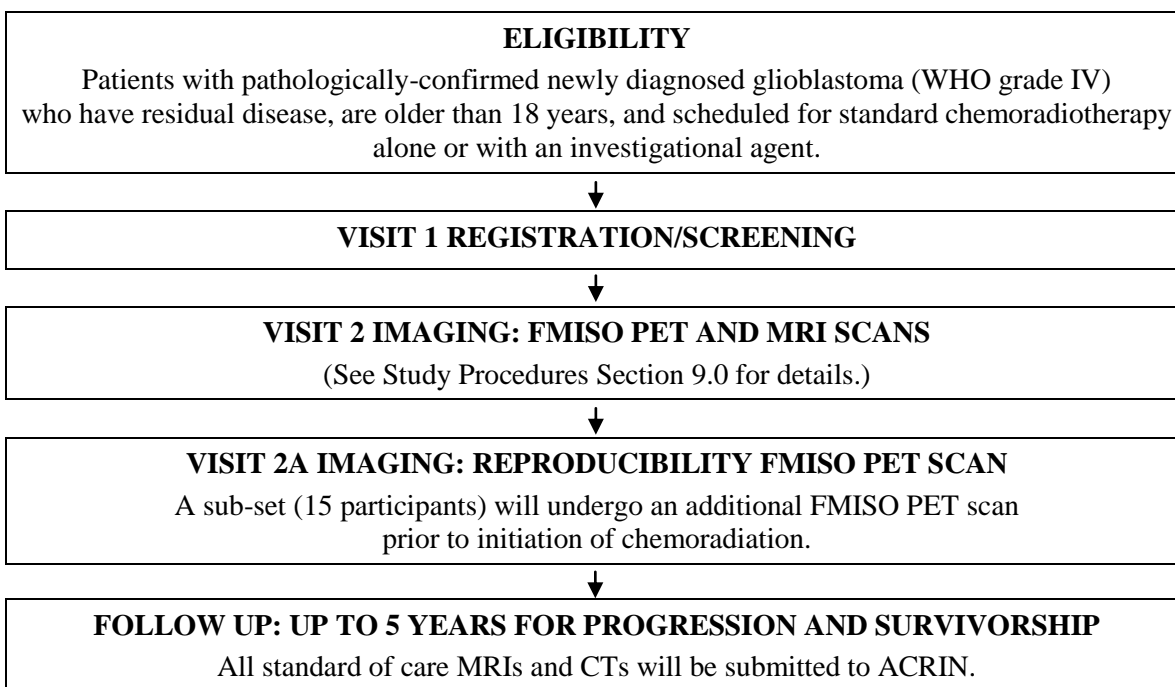 ELIGIBILITY
Patients with pathologically-confirmed newly diagnosed glioblastoma (WHO grade IV)
who have residual disease, are older than 18 years, and scheduled for standard chemoradiotherapy
alone or with an investigational agent.
VISIT 1 REGISTRATION/SCREENING
VISIT 2 IMAGING: FMISO PET AND MRI SCANS
(See Study Procedures Section 9.0 for details.)
VISIT 2A IMAGING: REPRODUCIBILITY FMISO PET SCAN
A sub-set (15 participants) will undergo an additional FMISO PET scan
prior to initiation of chemoradiation.
FOLLOW UP: UP TO 5 YEARS FOR PROGRESSION AND SURVIVORSHIP
All standard of care MRIs and CTs will be submitted to ACRIN.